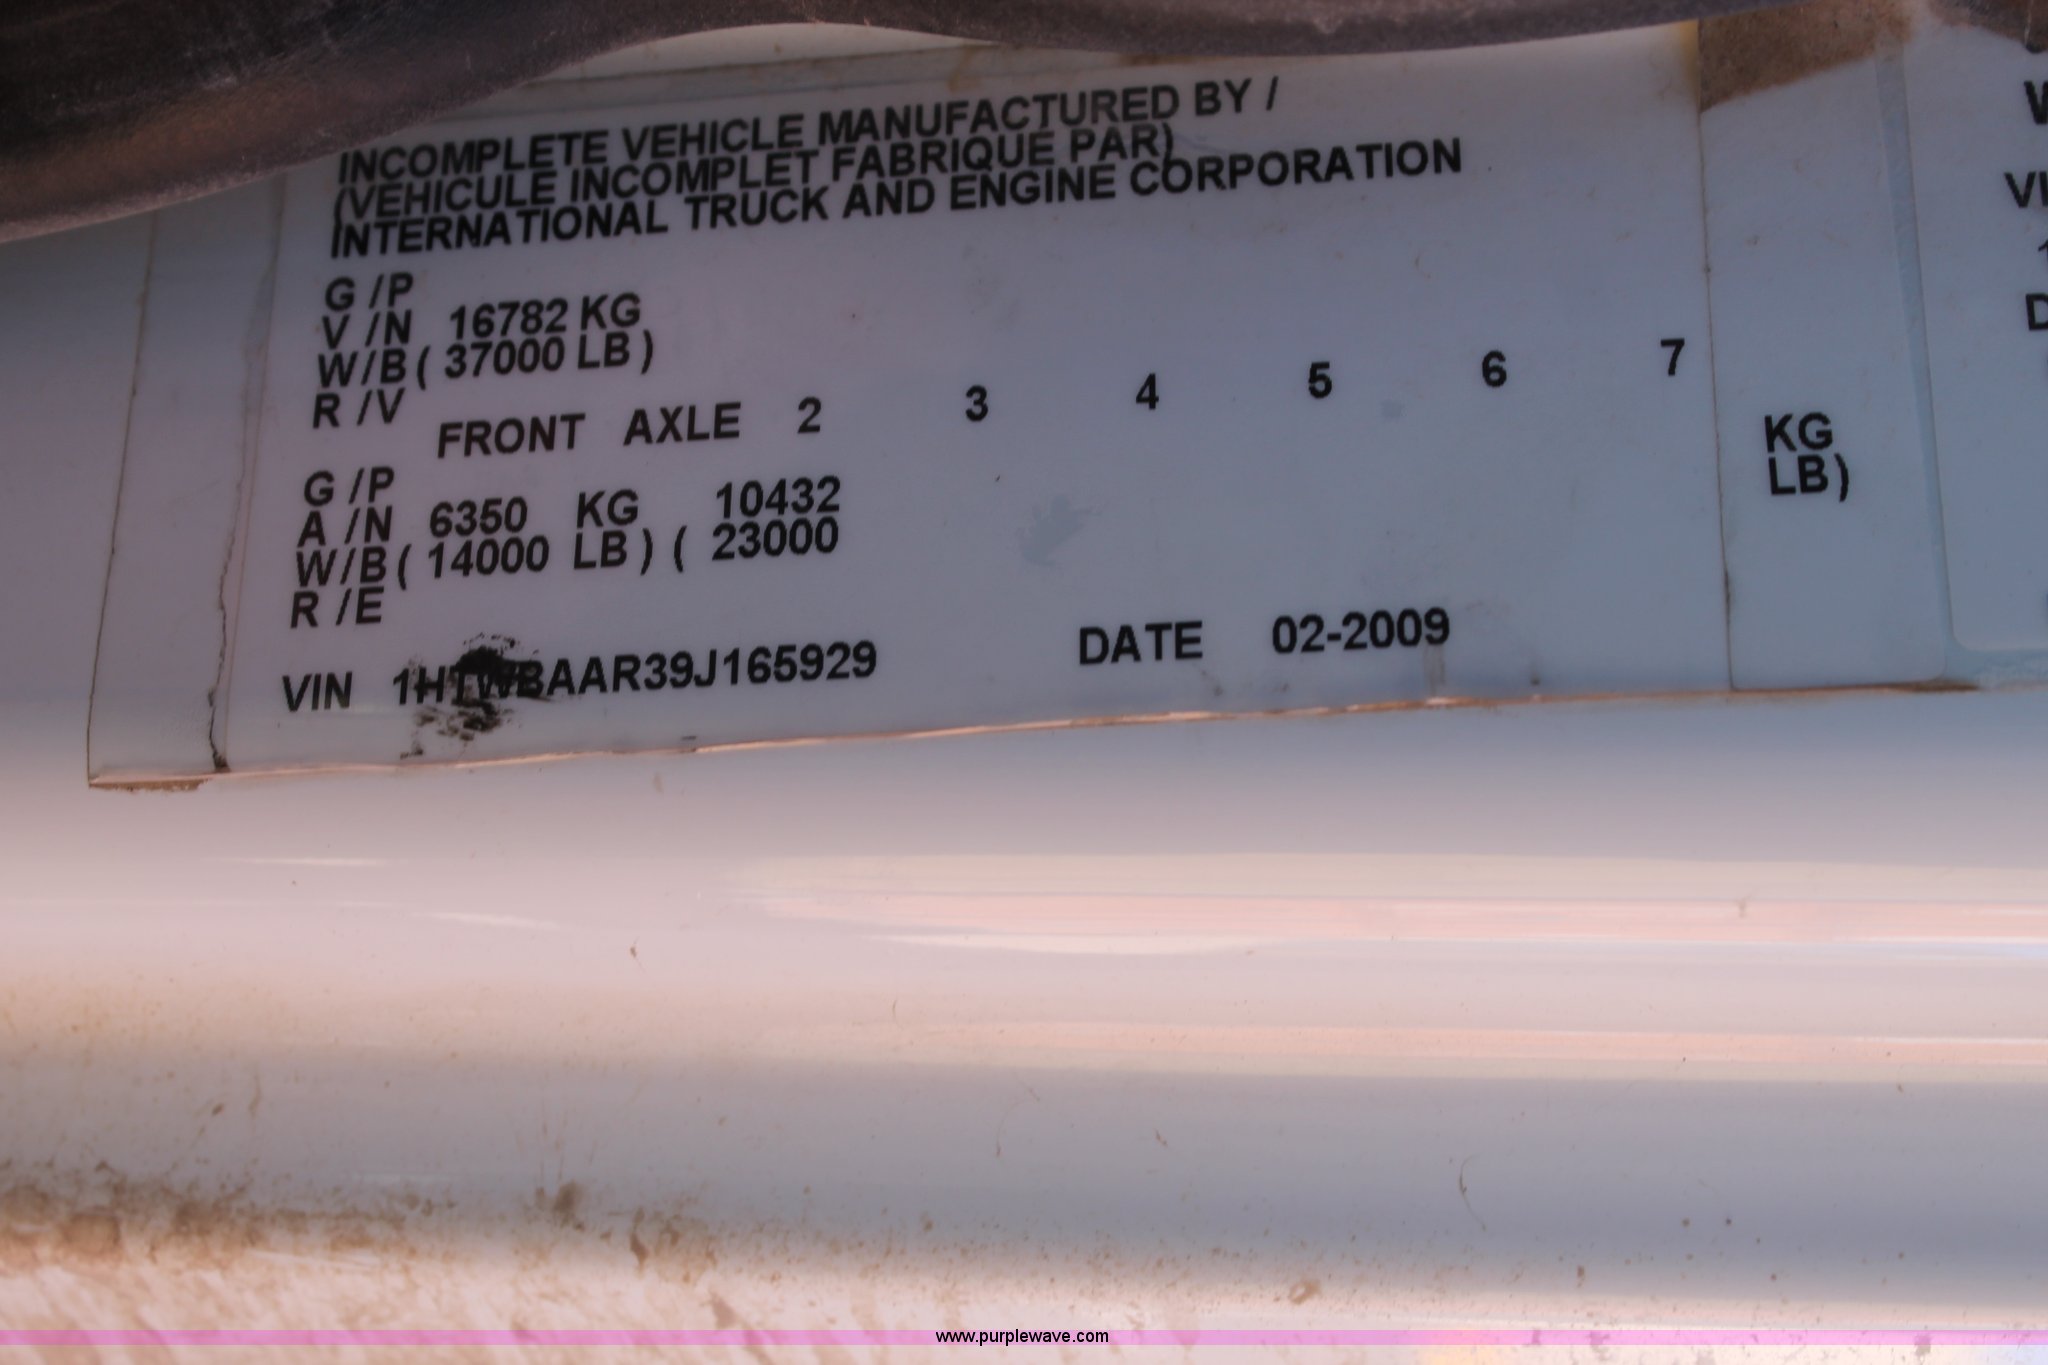 INCOMPLETE VEHICLE MANUFACTURED BY /
(VEHICULE INCOMPLET FABRIQUE PAR)
INTERNATIONAL TRUCK AND ENGINE CORPORATION
G /P
V /N 16782 KG
W/B ( 37000 LB )
R /V
FRONT AXLE 2 3 4 5 6 7
G /P
A /N 6350 KG 10432 KG
W/B ( 14000 LB ) ( 23000 LB)
R /E
VIN 1HTWBAAR39J165929 DATE 02-2009
www.purplewave.com